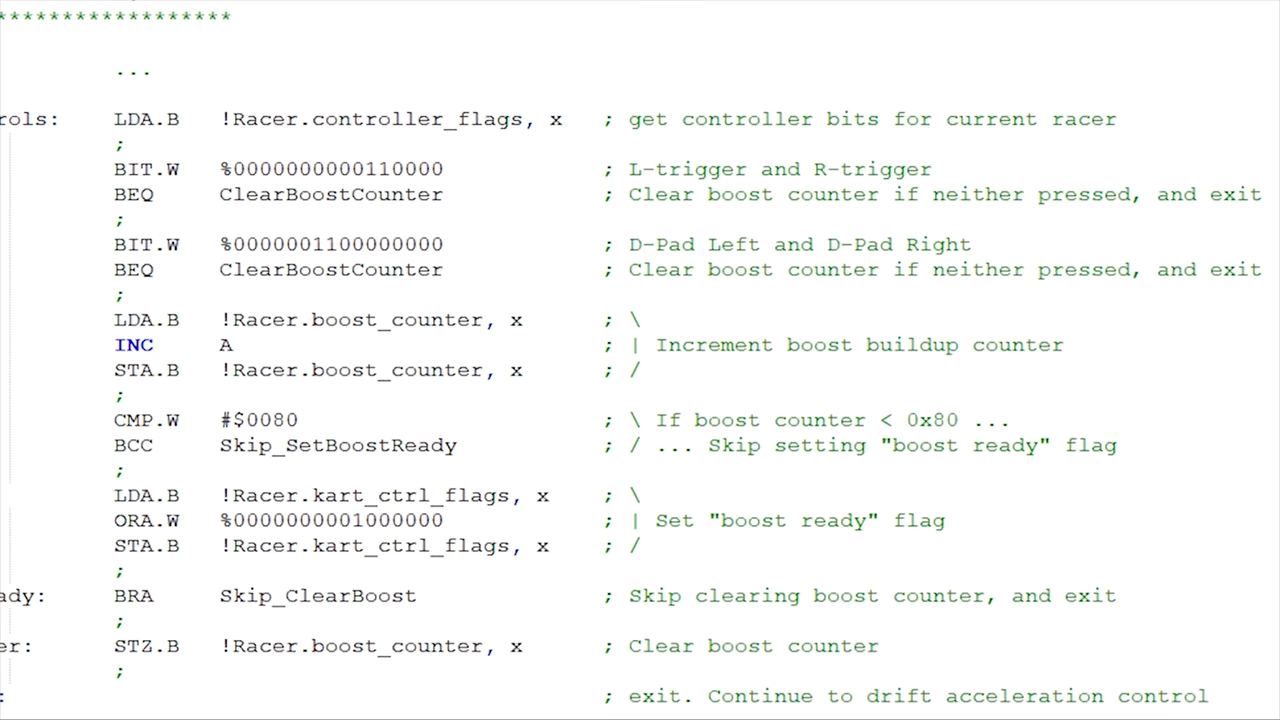 ******************
...
rols: LDA.B !Racer.controller_flags, x ; get controller bits for current racer
;
BIT.W %0000000000110000 ; L-trigger and R-trigger
BEQ ClearBoostCounter ; Clear boost counter if neither pressed, and exit
;
BIT.W %0000001100000000 ; D-Pad Left and D-Pad Right
BEQ ClearBoostCounter ; Clear boost counter if neither pressed, and exit
;
LDA.B !Racer.boost_counter, x ; \
INC A ; | Increment boost buildup counter
STA.B !Racer.boost_counter, x ; /
;
CMP.W #$0080 ; \ If boost counter < 0x80 ...
BCC Skip_SetBoostReady ; / ... Skip setting "boost ready" flag
;
LDA.B !Racer.kart_ctrl_flags, x ; \
ORA.W %0000000001000000 ; | Set "boost ready" flag
STA.B !Racer.kart_ctrl_flags, x ; /
;
ady: BRA Skip_ClearBoost ; Skip clearing boost counter, and exit
;
er: STZ.B !Racer.boost_counter, x ; Clear boost counter
;
: ; exit. Continue to drift acceleration control